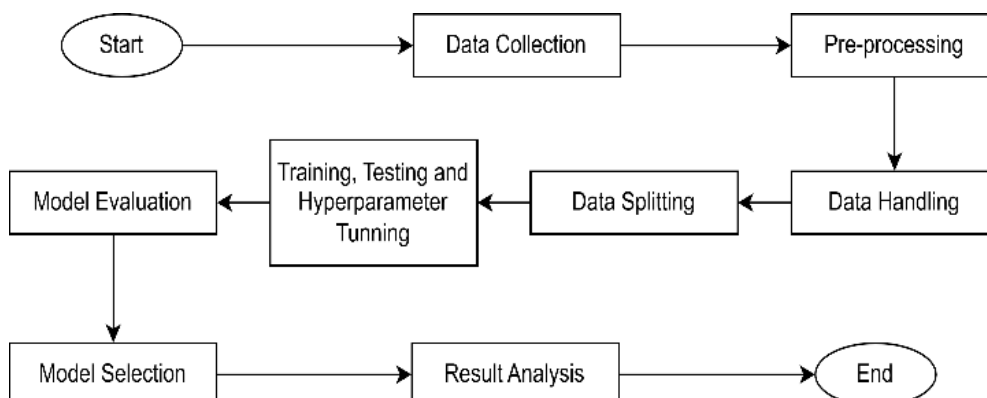 Start
Data Collection
Pre-processing
Data Handling
Data Splitting
Training, Testing and
Hyperparameter
Tunning
Model Evaluation
Model Selection
Result Analysis
End